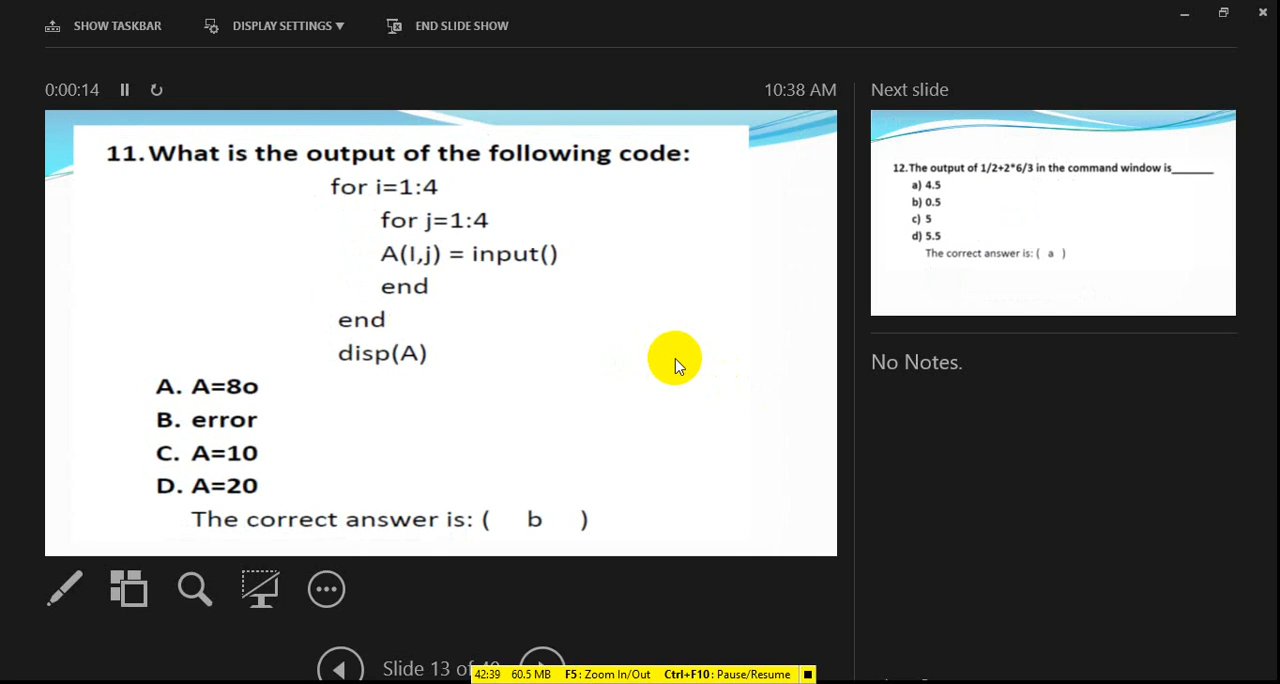 SHOW TASKBAR DISPLAY SETTINGS ▼ END SLIDE SHOW
0:00:14 10:38 AM
11. What is the output of the following code:
for i=1:4
for j=1:4
A(I,j) = input()
end
end
disp(A)
A. A=8o
B. error
C. A=10
D. A=20
The correct answer is: ( b )
Next slide
12.The output of 1/2+2*6/3 in the command window is_______
a) 4.5
b) 0.5
c) 5
d) 5.5
The correct answer is: ( a )
No Notes.
Slide 13 of
42:39 60.5 MB F5: Zoom In/Out Ctrl+F10: Pause/Resume